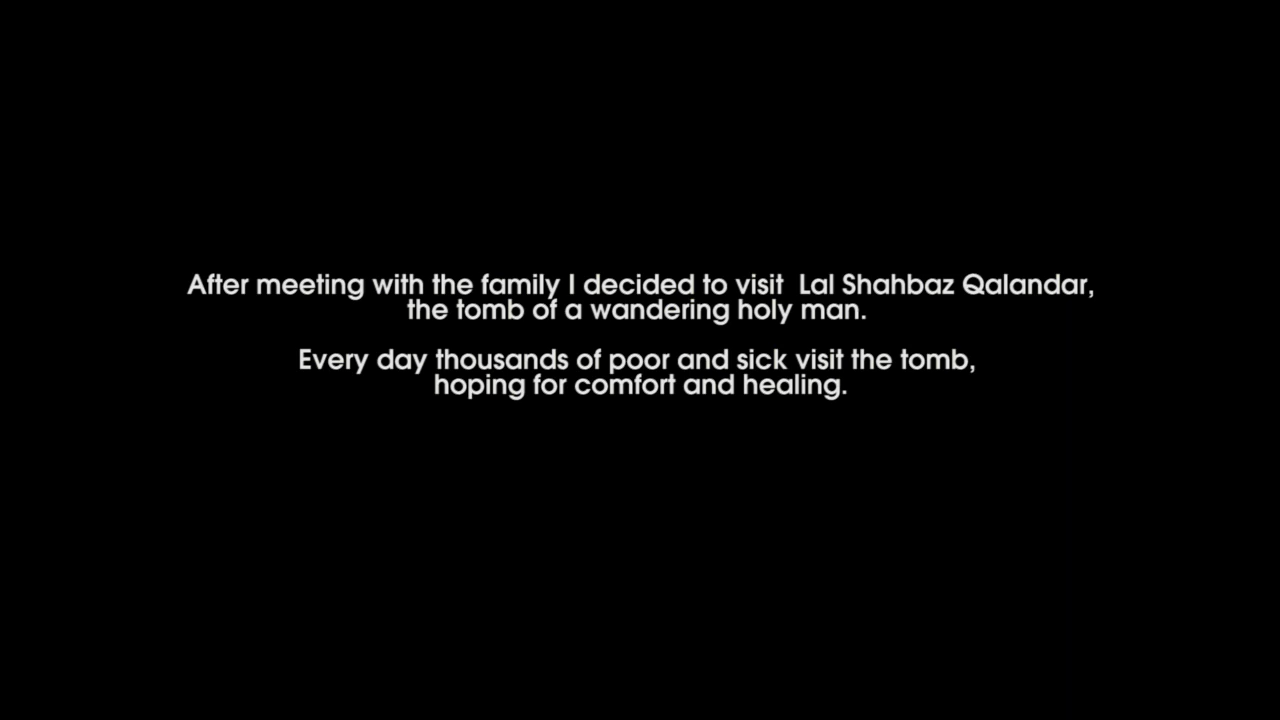 After meeting with the family I decided to visit  Lal Shahbaz Qalandar,
the tomb of a wandering holy man.
Every day thousands of poor and sick visit the tomb,
hoping for comfort and healing.